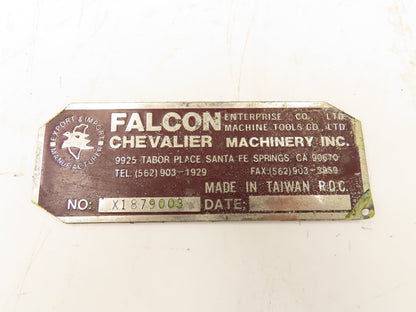 EXPORT & IMPORT
MANUFACTURER
FALCON ENTERPRISE CO., LTD.
MACHINE TOOLS CO., LTD.
CHEVALIER MACHINERY INC.
9925 TABOR PLACE SANTA FE SPRINGS, CA 90670
TEL:(562)903-1929 FAX:(562)903-3959
MADE IN TAIWAN R.O.C.
NO: X1879003 DATE: